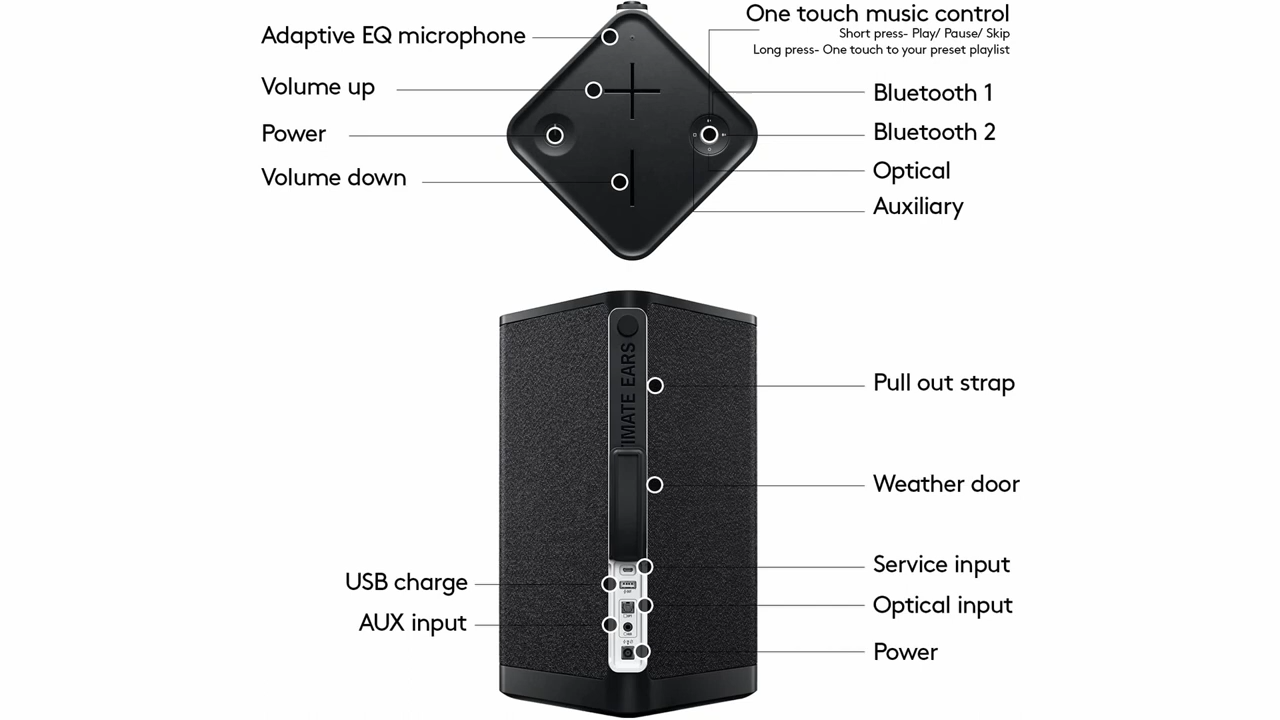 Adaptive EQ microphone
Volume up
Power
Volume down
One touch music control
Short press- Play/ Pause/ Skip
Long press- One touch to your preset playlist
Bluetooth 1
Bluetooth 2
Optical
Auxiliary
IMATE EARS
Pull out strap
Weather door
USB charge
AUX input
Service input
Optical input
Power